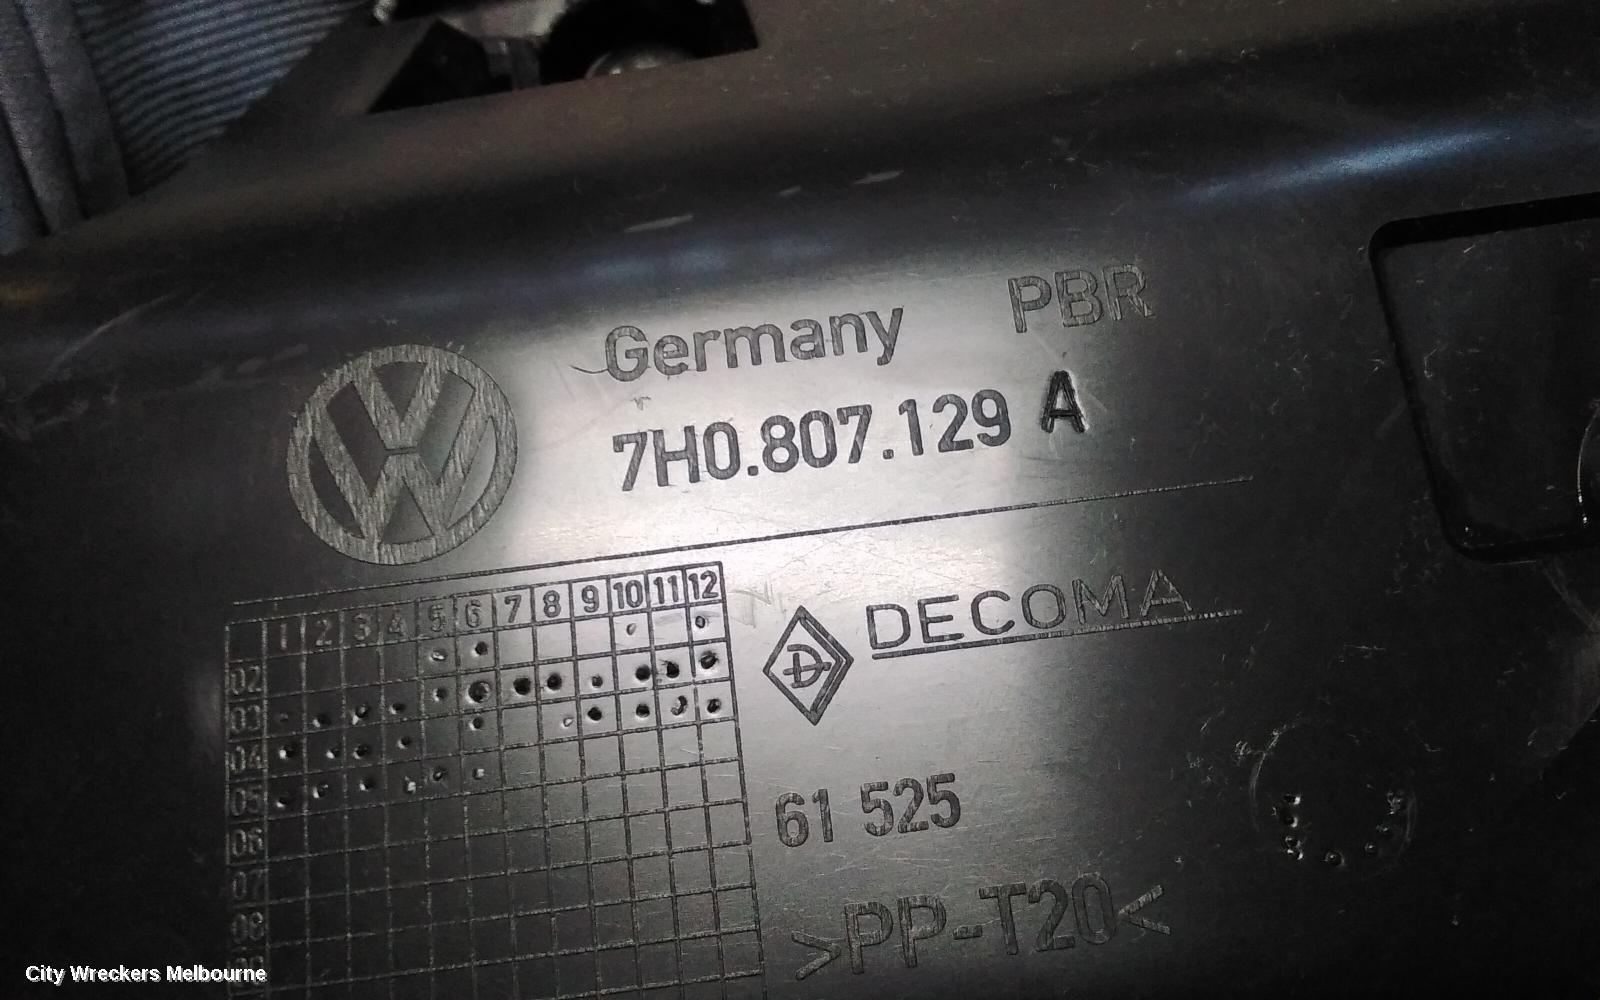 Germany PBR
7H0.807.129 A
1 2 3 4 5 6 7 8 9 10 11 12
02
03
04
05
06
07
08
D DECOMA
61 525
>PP-T20<
City Wreckers Melbourne